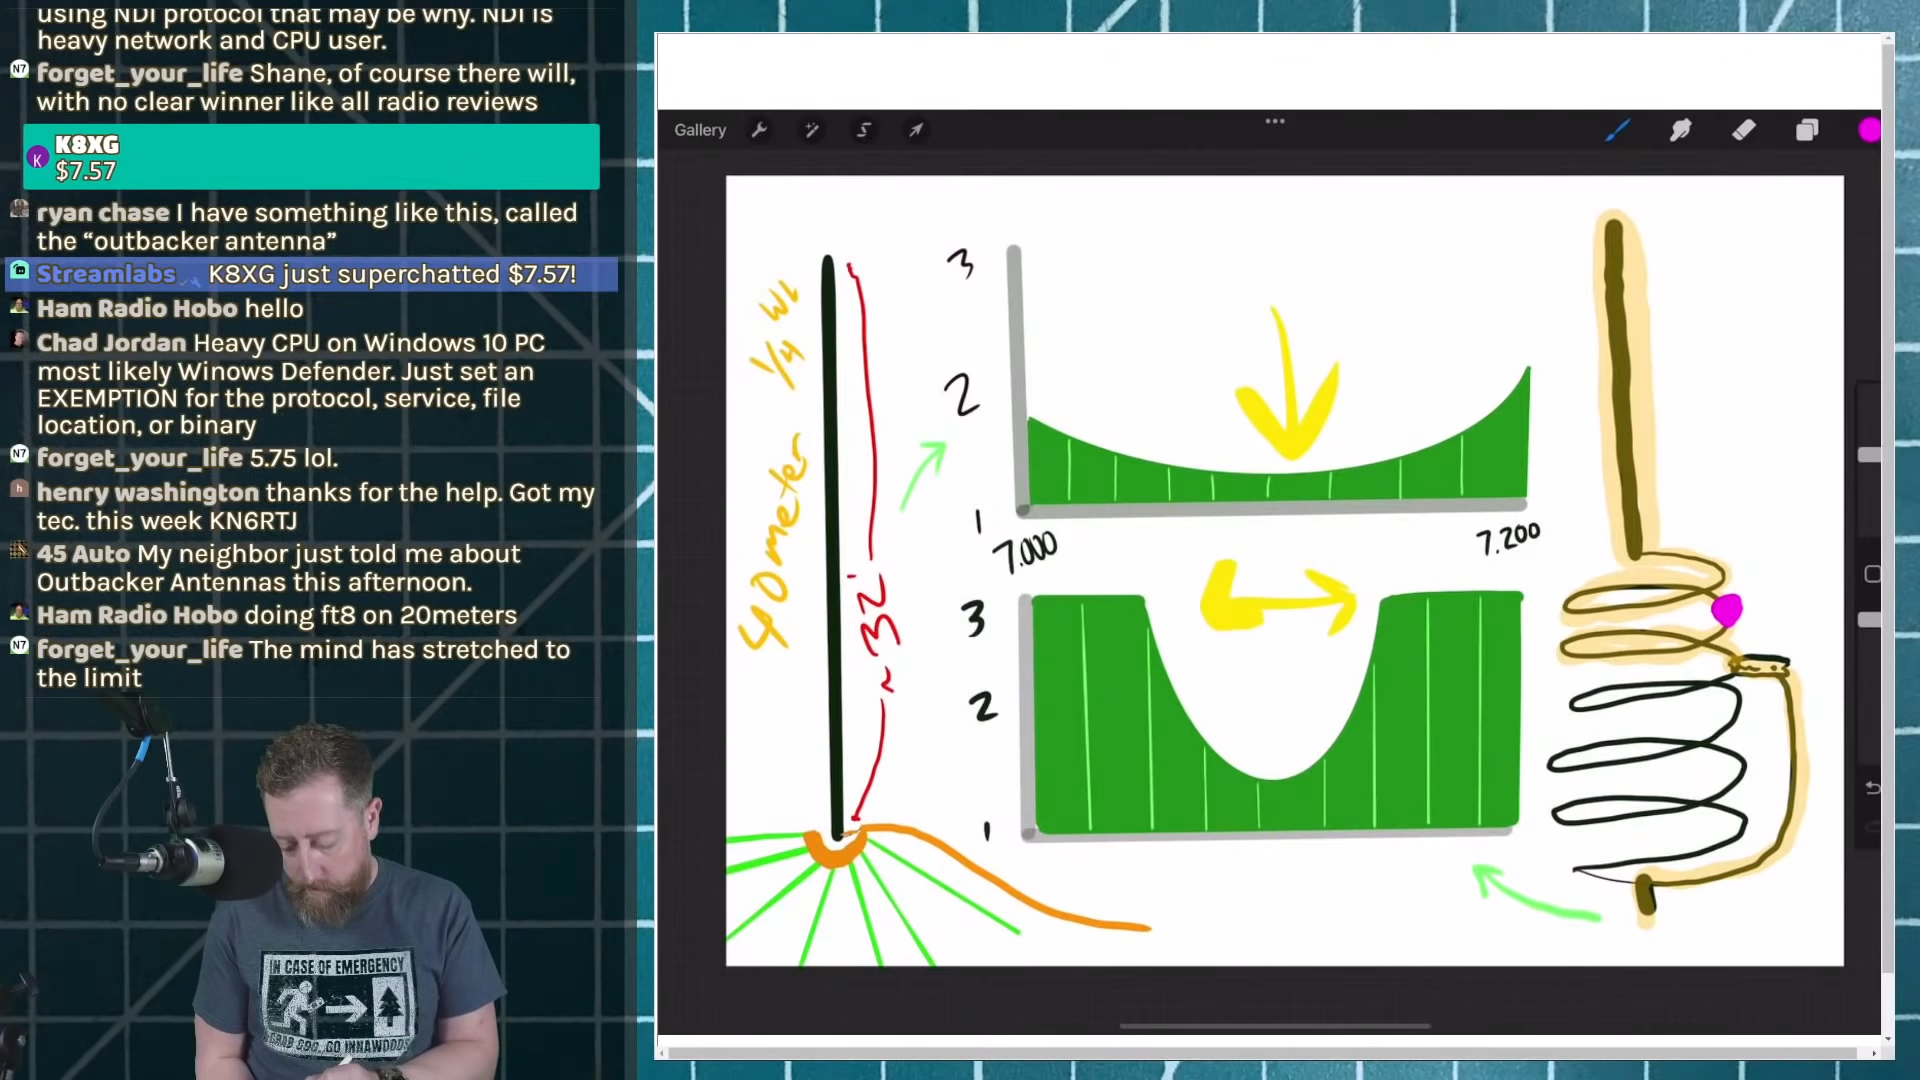 using NDI protocol that may be why. NDI is
heavy network and CPU user.
N7 forget_your_life Shane, of course there will,
with no clear winner like all radio reviews
K8XG
K
$7.57
ryan chase I have something like this, called
the “outbacker antenna”
Streamlabs K8XG just superchatted $7.57!
Ham Radio Hobo hello
Chad Jordan Heavy CPU on Windows 10 PC
most likely Winows Defender. Just set an
EXEMPTION for the protocol, service, file
location, or binary
N7 forget_your_life 5.75 lol.
h henry washington thanks for the help. Got my
tec. this week KN6RTJ
45 Auto My neighbor just told me about
Outbacker Antennas this afternoon.
Ham Radio Hobo doing ft8 on 20meters
N7 forget_your_life The mind has stretched to
the limit
IN CASE OF EMERGENCY
Gallery
40meter 1/4 WL
~32'
3
2
1
7.000
7.200
3
2
1